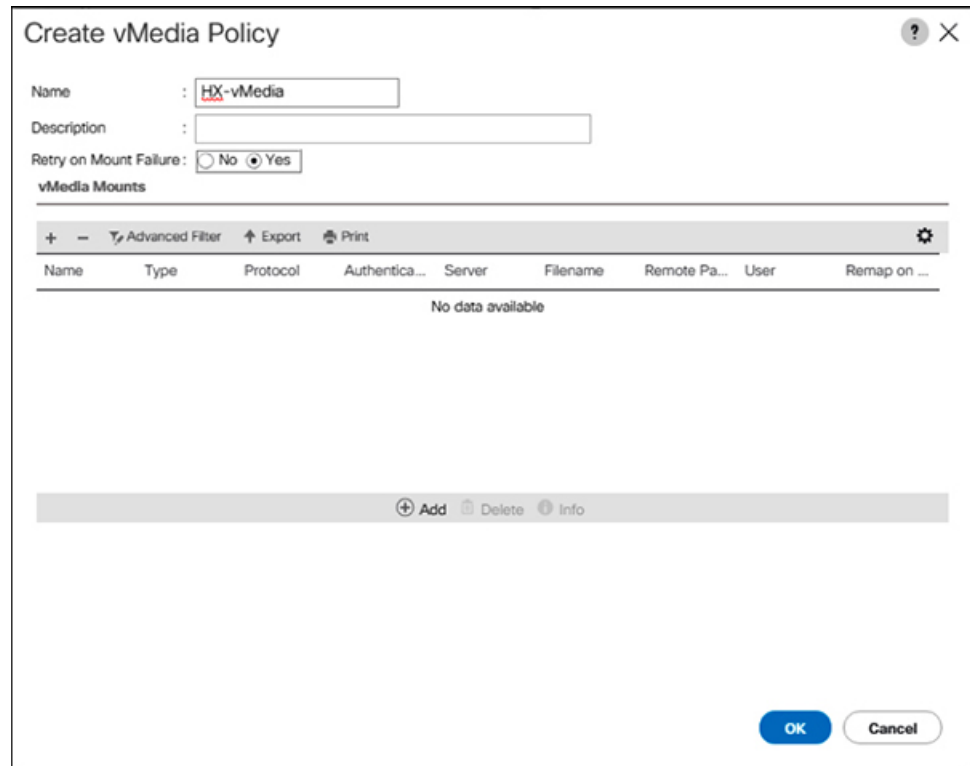 Create vMedia Policy ?
Name : HX-vMedia
Description :
Retry on Mount Failure : No Yes
vMedia Mounts
+ − Advanced Filter Export Print
Name Type Protocol Authentica... Server Filename Remote Pa... User Remap on ...
No data available
Add Delete Info
OK Cancel